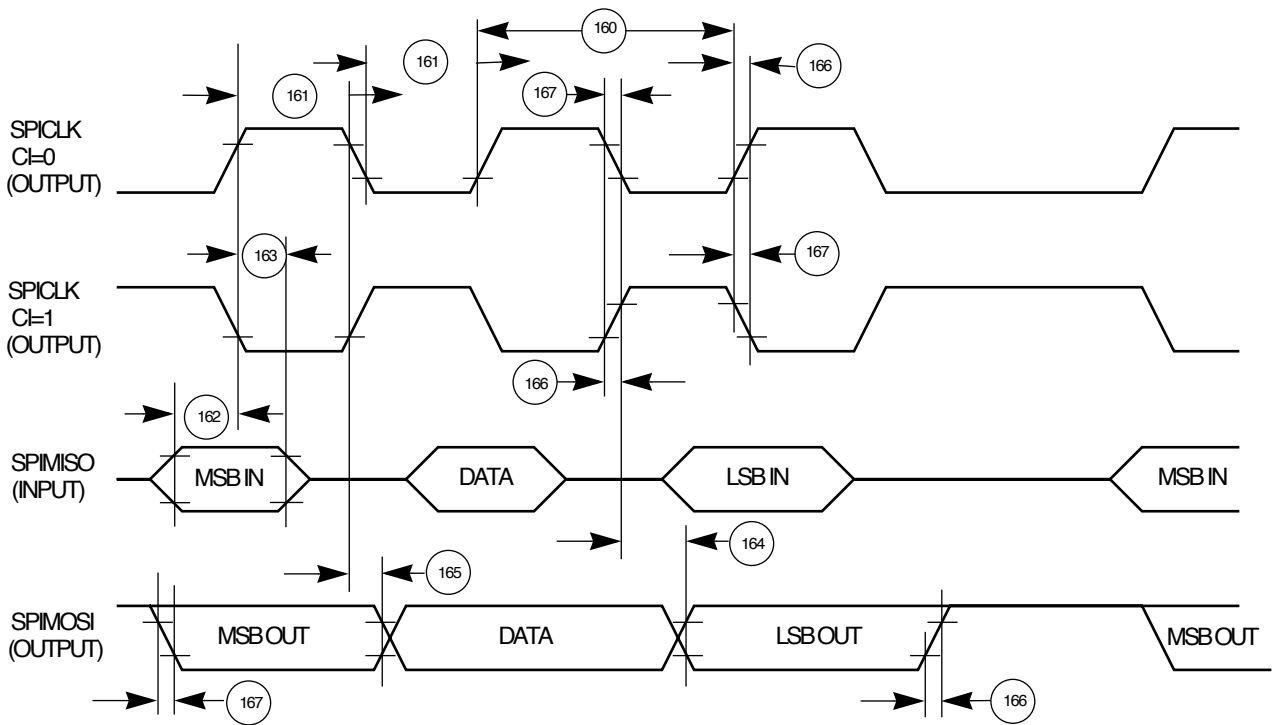 160
161
161
166
167
SPICLK
CI=0
(OUTPUT)
163
167
SPICLK
CI=1
(OUTPUT)
166
162
SPIMISO
(INPUT)
MSB IN
DATA
LSB IN
MSB IN
164
165
SPIMOSI
(OUTPUT)
MSB OUT
DATA
LSB OUT
MSB OUT
167
166